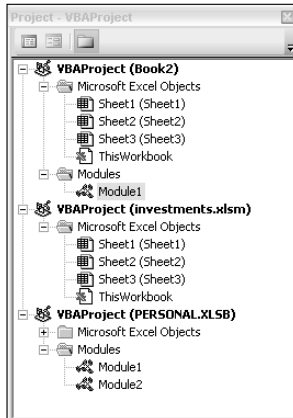 Project - VBAProject
VBAProject (Book2)
Microsoft Excel Objects
Sheet1 (Sheet1)
Sheet2 (Sheet2)
Sheet3 (Sheet3)
ThisWorkbook
Modules
Module1
VBAProject (investments.xlsm)
Microsoft Excel Objects
Sheet1 (Sheet1)
Sheet2 (Sheet2)
Sheet3 (Sheet3)
ThisWorkbook
VBAProject (PERSONAL.XLSB)
Microsoft Excel Objects
Modules
Module1
Module2